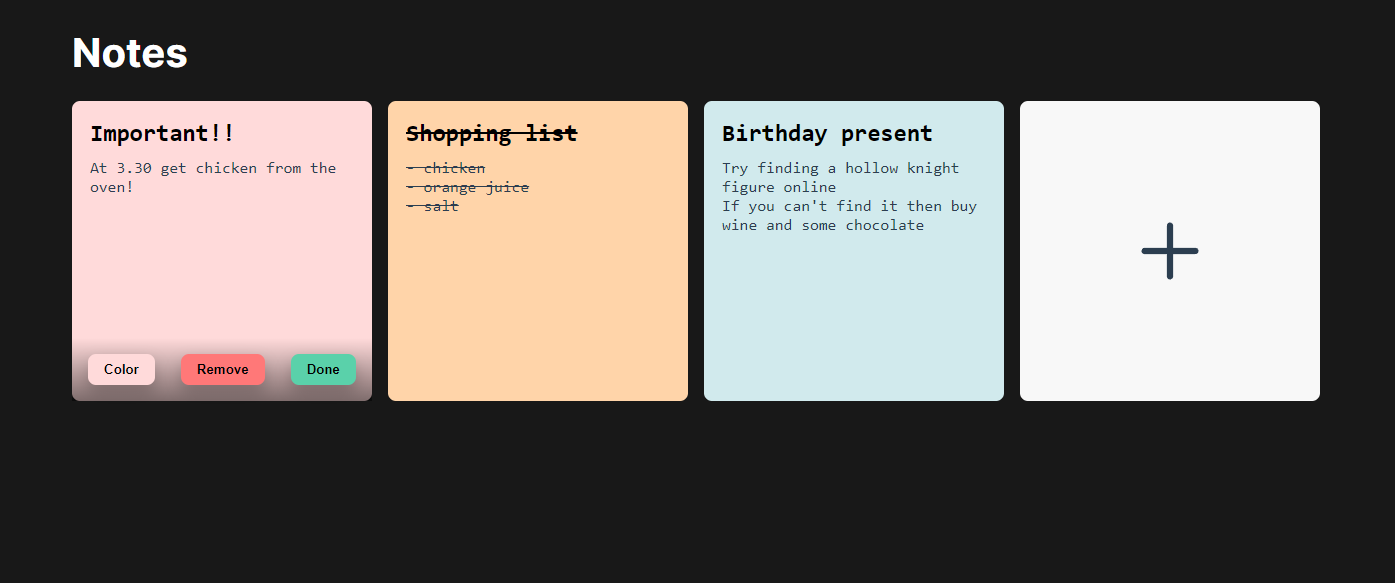 Notes
Important!!
At 3.30 get chicken from the
oven!
Color
Remove
Done
Shopping list
- chicken
- orange juice
- salt
Birthday present
Try finding a hollow knight
figure online
If you can't find it then buy
wine and some chocolate